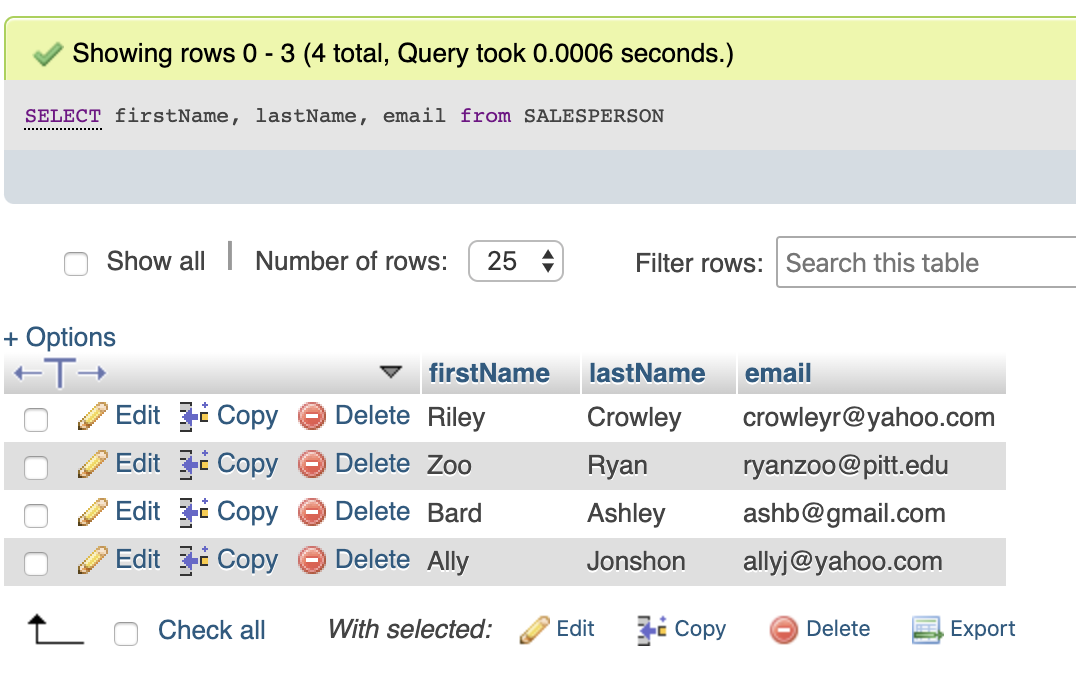 Showing rows 0 - 3 (4 total, Query took 0.0006 seconds.)
SELECT firstName, lastName, email from SALESPERSON
Show all | Number of rows: 25 Filter rows: Search this table
+ Options
←T→ firstName lastName email
Edit Copy Delete Riley Crowley crowleyr@yahoo.com
Edit Copy Delete Zoo Ryan ryanzoo@pitt.edu
Edit Copy Delete Bard Ashley ashb@gmail.com
Edit Copy Delete Ally Jonshon allyj@yahoo.com
Check all With selected: Edit Copy Delete Export